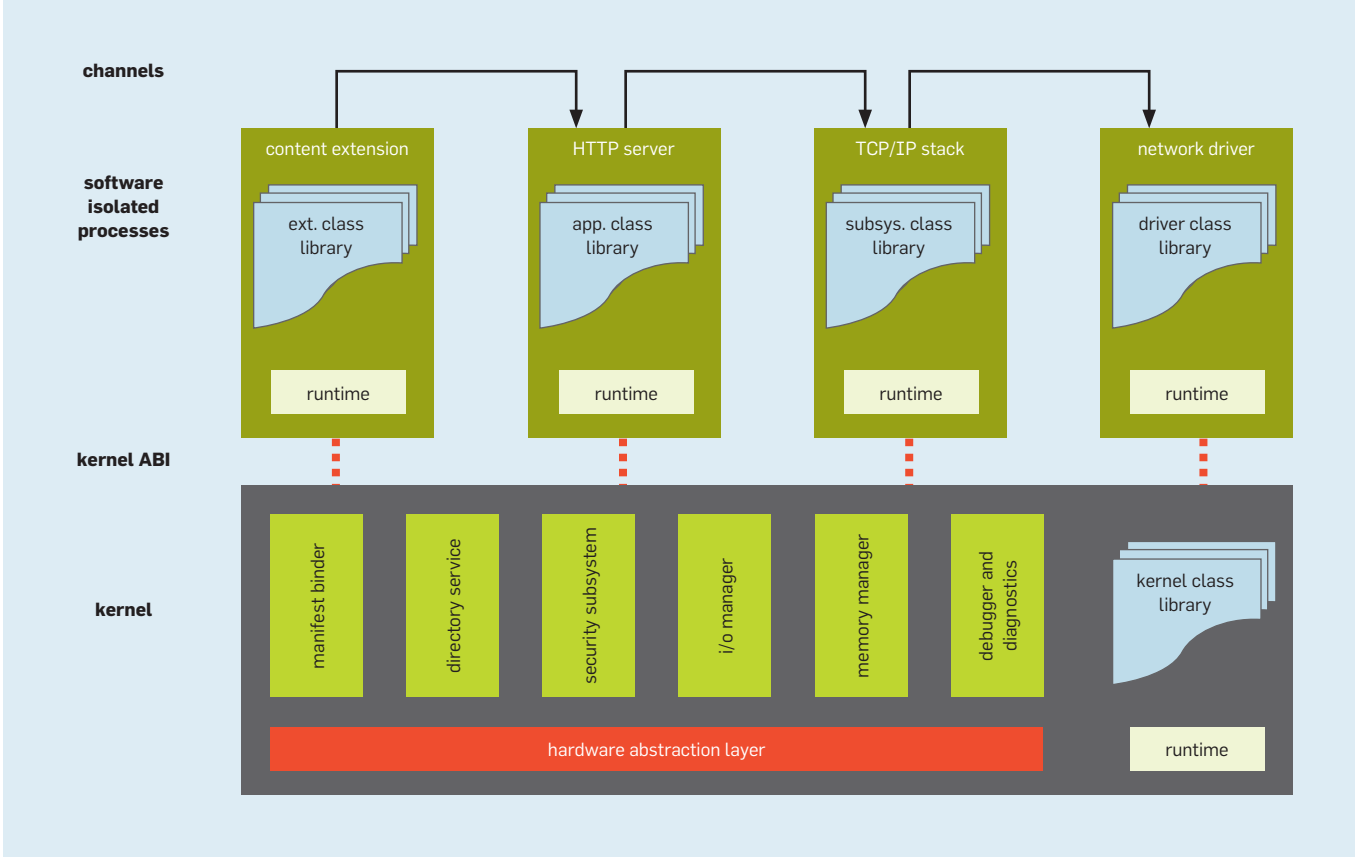 channels
content extension
HTTP server
TCP/IP stack
network driver
software
isolated
processes
ext. class
library
app. class
library
subsys. class
library
driver class
library
runtime
runtime
runtime
runtime
kernel ABI
kernel
manifest binder
directory service
security subsystem
i/o manager
memory manager
debugger and
diagnostics
kernel class
library
hardware abstraction layer
runtime